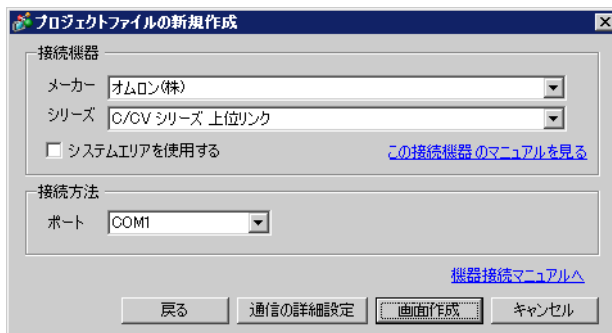 プロジェクトファイルの新規作成
接続機器
メーカー オムロン(株)
シリーズ C/CV シリーズ 上位リンク
システムエリアを使用する この接続機器のマニュアルを見る
接続方法
ポート COM1
機器接続マニュアルへ
戻る 通信の詳細設定 画面作成 キャンセル